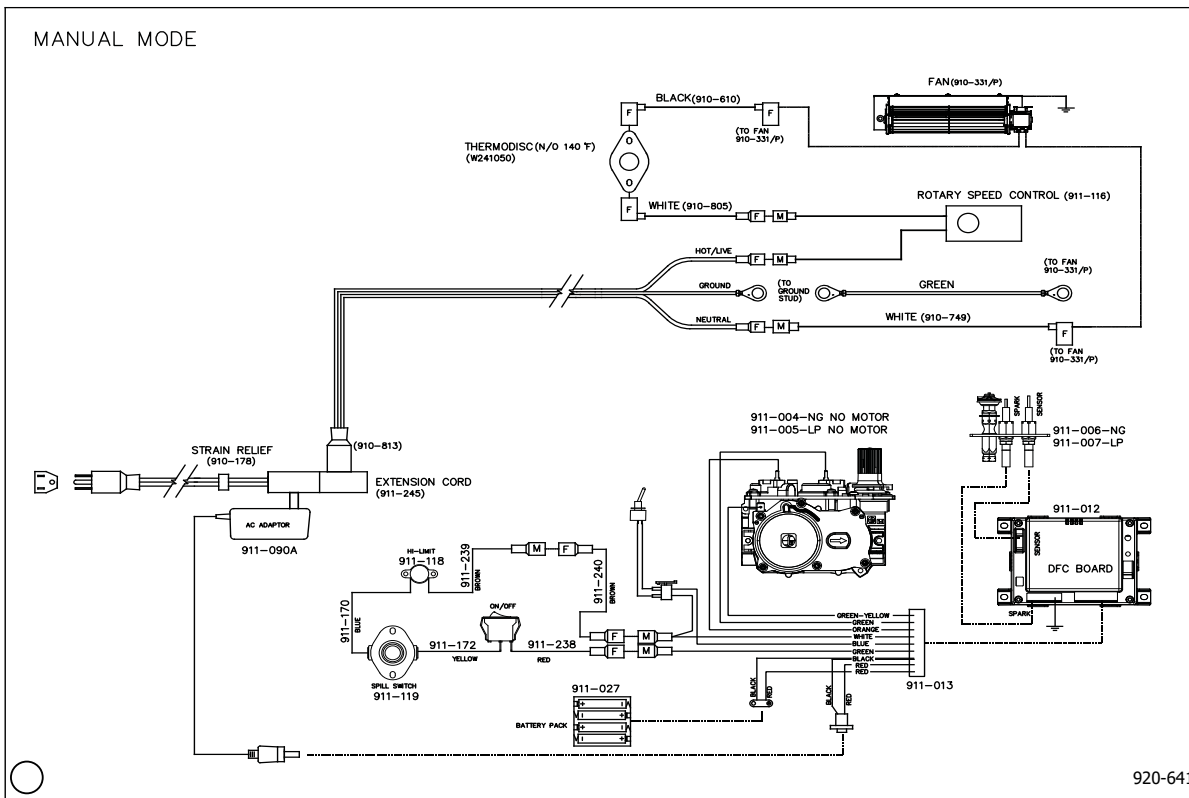 MANUAL MODE
FAN(910-331/P)
BLACK(910-610)
F
F
(TO FAN
910-331/P)
THERMODISC(N/O 140 °F)
(W241050)
F
WHITE (910-805)
F
M
ROTARY SPEED CONTROL (911-116)
HOT/LIVE
F
M
(TO FAN
910-331/P)
GROUND
(TO
GROUND
STUD)
GREEN
NEUTRAL
F
M
WHITE (910-749)
F
(TO FAN
910-331/P)
(910-813)
STRAIN RELIEF
(910-178)
EXTENSION CORD
(911-245)
AC ADAPTOR
911-090A
911-004-NG NO MOTOR
911-005-LP NO MOTOR
SPARK
SENSOR
911-006-NG
911-007-LP
911-012
SENSOR
DFC BOARD
SPARK
HI-LIMIT
911-118
911-239
BROWN
M
F
911-240
BROWN
911-170
BLUE
ON/OFF
911-172
YELLOW
911-238
RED
F
M
F
M
SPILL SWITCH
911-119
GREEN-YELLOW
GREEN
ORANGE
WHITE
BLUE
GREEN
BLACK
RED
RED
911-013
911-027
BATTERY PACK
BLACK
RED
BLACK
RED
920-641